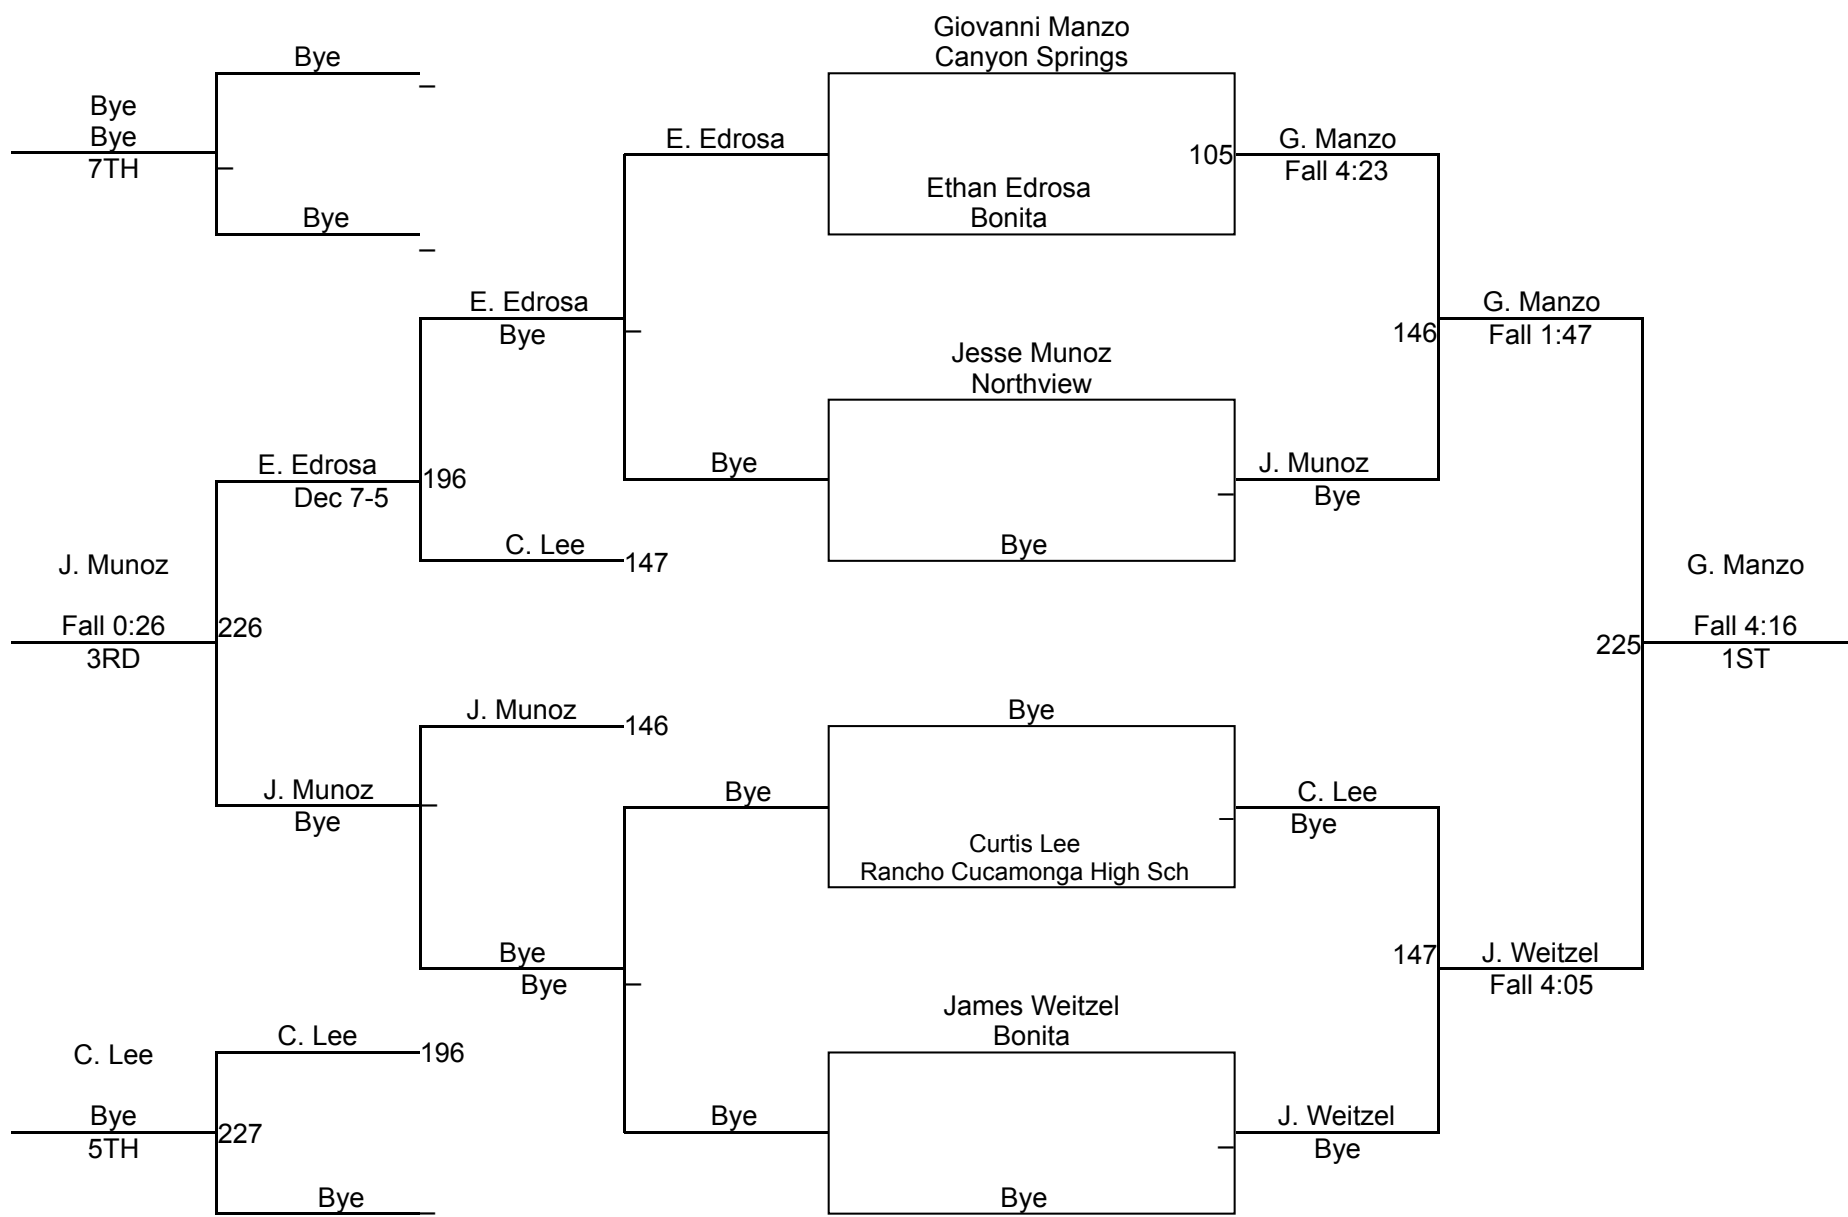 Giovanni Manzo
Canyon Springs
Bye
Bye
Bye
7TH
Bye
E. Edrosa
105
G. Manzo
Fall 4:23
Ethan Edrosa
Bonita
E. Edrosa
Bye
G. Manzo
146
Fall 1:47
Jesse Munoz
Northview
E. Edrosa
196
Dec 7-5
Bye
J. Munoz
Bye
C. Lee
147
Bye
J. Munoz
Fall 0:26
226
3RD
G. Manzo
225
Fall 4:16
1ST
J. Munoz
146
Bye
J. Munoz
Bye
Bye
C. Lee
Bye
Curtis Lee
Rancho Cucamonga High Sch
Bye
Bye
147
J. Weitzel
Fall 4:05
James Weitzel
Bonita
C. Lee
196
C. Lee
Bye
227
5TH
Bye
Bye
J. Weitzel
Bye
Bye